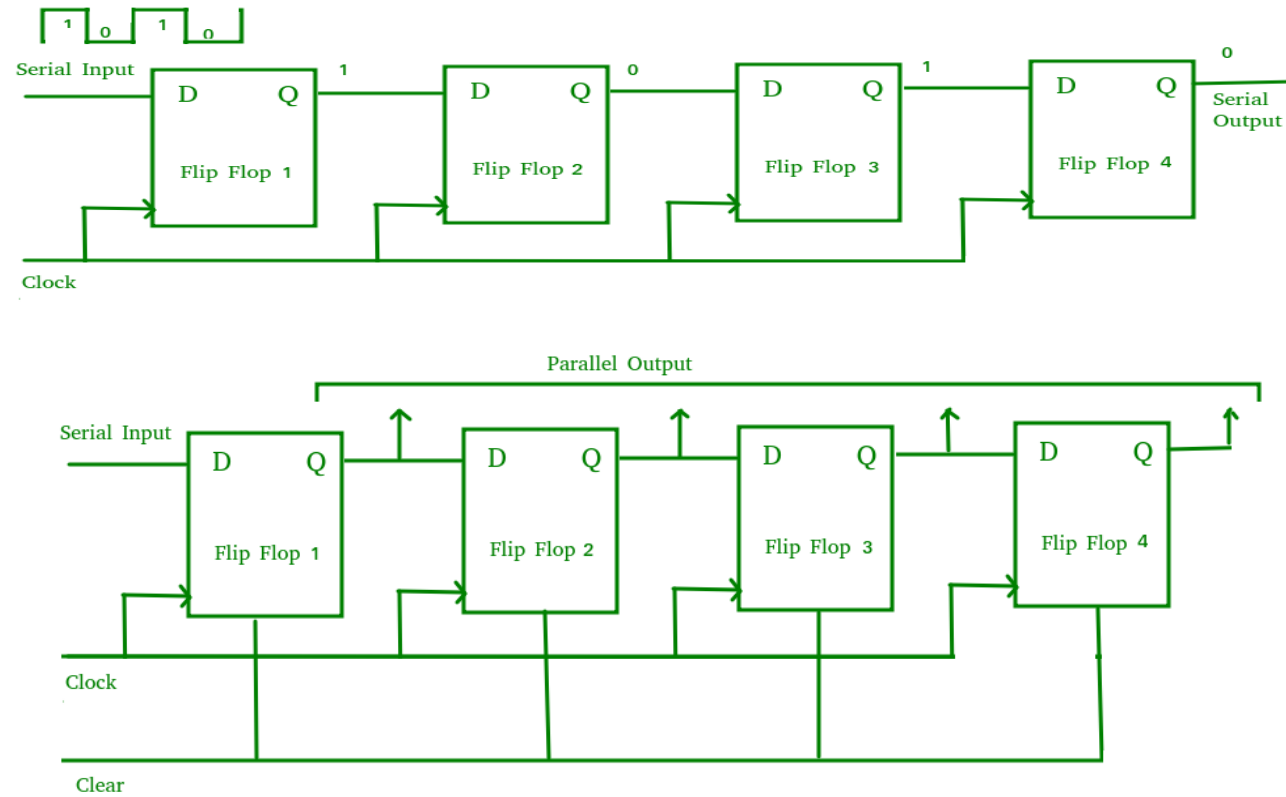 1 0 1 0
Serial Input
1
0
1
0
D Q
D Q
D Q
D Q
Serial
Output
Flip Flop 1
Flip Flop 2
Flip Flop 3
Flip Flop 4
Clock
Parallel Output
Serial Input
D Q
D Q
D Q
D Q
Flip Flop 1
Flip Flop 2
Flip Flop 3
Flip Flop 4
Clock
Clear